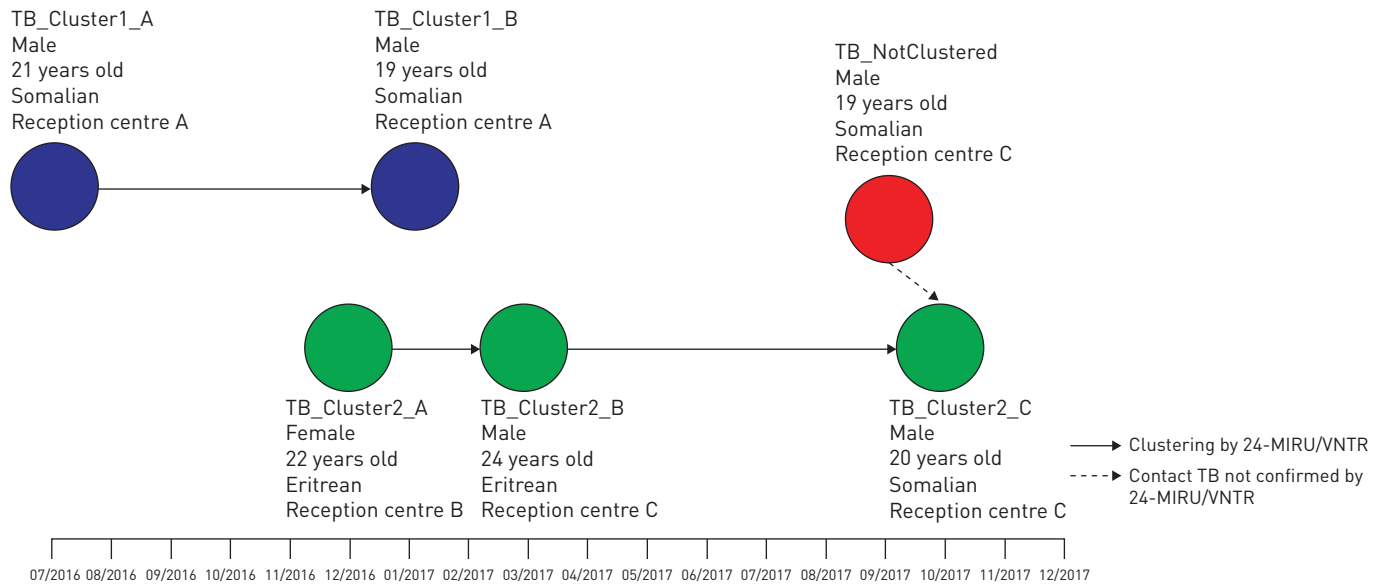 TB_Cluster1_A
Male
21 years old
Somalian
Reception centre A
TB_Cluster1_B
Male
19 years old
Somalian
Reception centre A
TB_NotClustered
Male
19 years old
Somalian
Reception centre C
TB_Cluster2_A
Female
22 years old
Eritrean
Reception centre B
TB_Cluster2_B
Male
24 years old
Eritrean
Reception centre C
TB_Cluster2_C
Male
20 years old
Somalian
Reception centre C
Clustering by 24-MIRU/VNTR
Contact TB not confirmed by
24-MIRU/VNTR
07/2016 08/2016 09/2016 10/2016 11/2016 12/2016 01/2017 02/2017 03/2017 04/2017 05/2017 06/2017 07/2017 08/2017 09/2017 10/2017 11/2017 12/2017